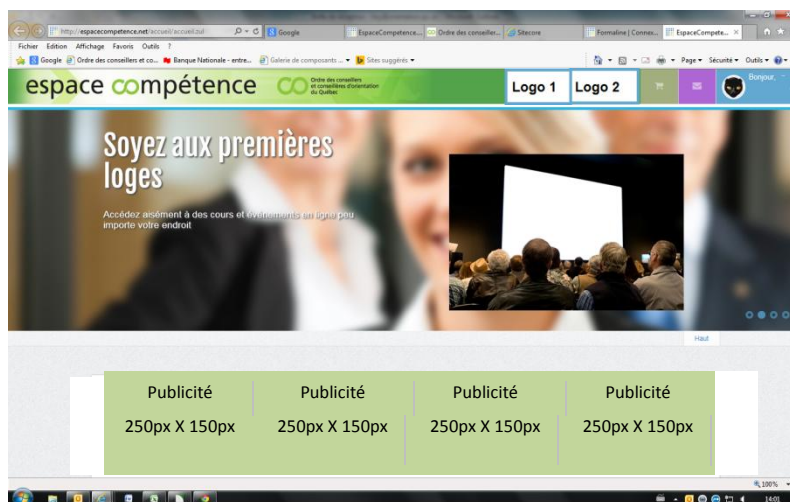 http://espacecompetence.net/accueil/accueil.zul
Google
EspaceCompetence...
Ordre des conseiller...
Sitecore
Formaline | Connex...
EspaceCompete...
Fichier Edition Affichage Favoris Outils ?
Google Ordre des conseillers et co... Banque Nationale - entre... Galerie de composants ... Sites suggérés
Page Sécurité Outils
espace compétence
Ordre des conseillers
et conseillères d'orientation
du Québec
Logo 1
Logo 2
Bonjour,
Soyez aux premières
loges
Accédez aisément à des cours et événements en ligne peu
importe votre endroit
Haut
Publicité Publicité Publicité Publicité
250px X 150px 250px X 150px 250px X 150px 250px X 150px
100%
14:01